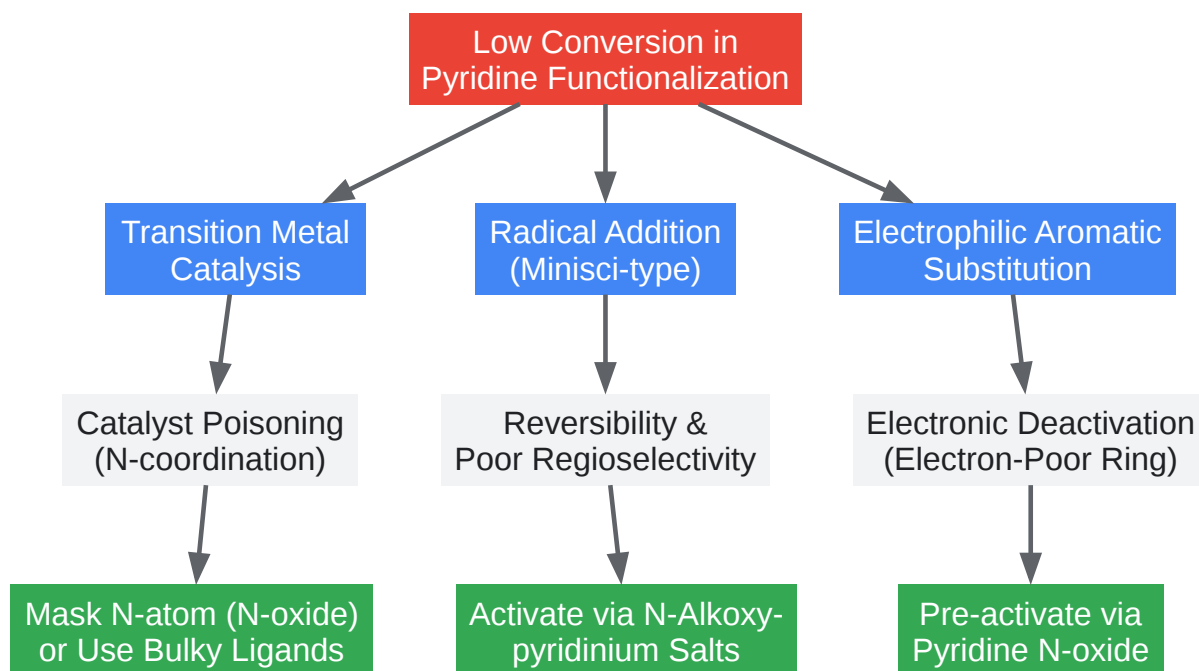 Low Conversion in
Pyridine Functionalization
Transition Metal
Catalysis
Radical Addition
(Minisci-type)
Electrophilic Aromatic
Substitution
Catalyst Poisoning
(N-coordination)
Reversibility &
Poor Regioselectivity
Electronic Deactivation
(Electron-Poor Ring)
Mask N-atom (N-oxide)
or Use Bulky Ligands
Activate via N-Alkoxy-
pyridinium Salts
Pre-activate via
Pyridine N-oxide